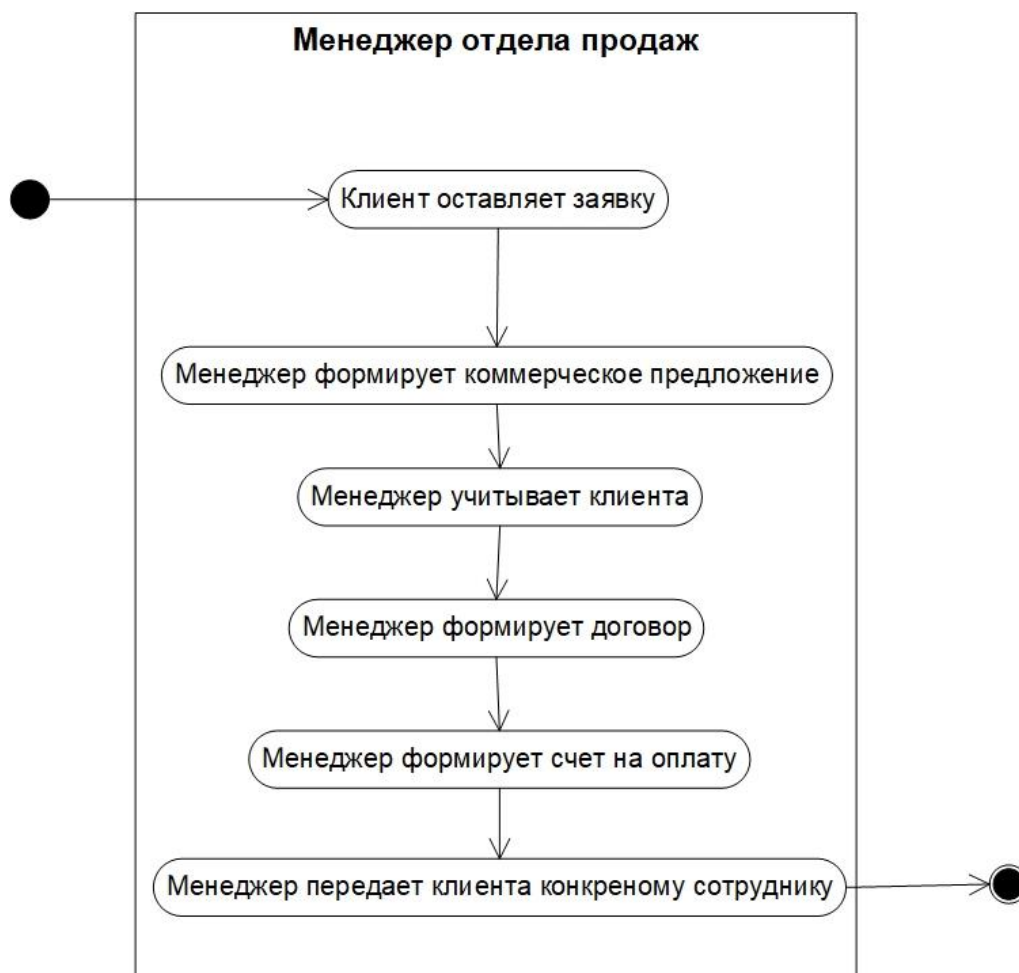 Менеджер отдела продаж
Клиент оставляет заявку
Менеджер формирует коммерческое предложение
Менеджер учитывает клиента
Менеджер формирует договор
Менеджер формирует счет на оплату
Менеджер передает клиента конкреному сотруднику